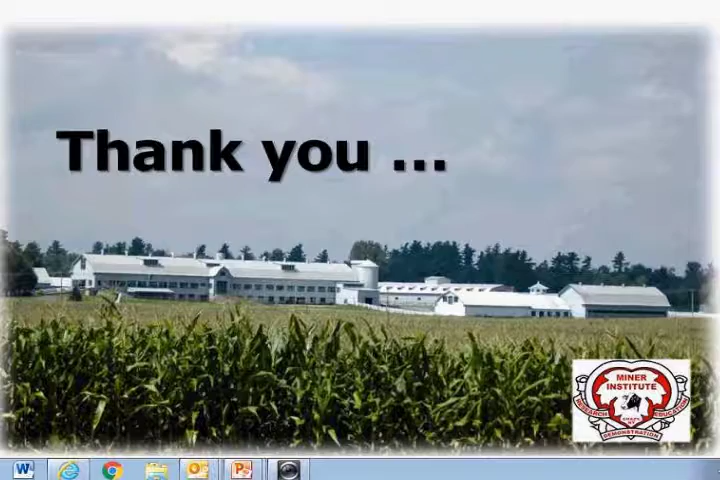 Thank you ...
MINER
INSTITUTE
RESEARCH
EDUCATION
DEMONSTRATION